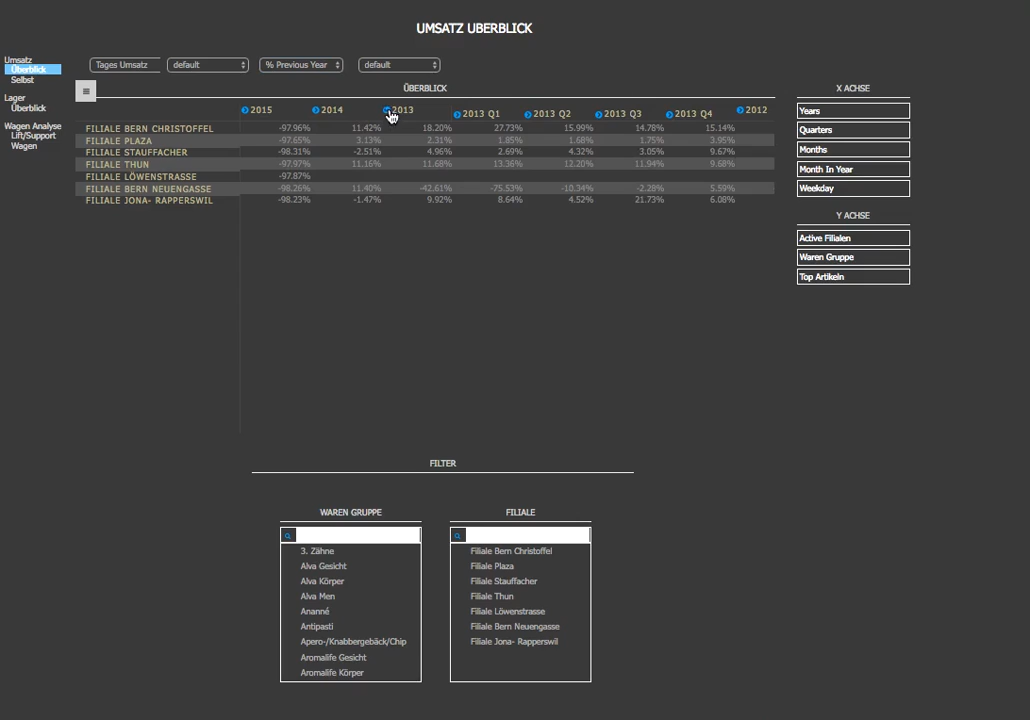 UMSATZ UBERBLICK
Umsatz
Überblick
Selbst
Lager
Überblick
Wagen Analyse
Lift/Support
Wagen
Tages Umsatz default % Previous Year default
ÜBERBLICK
2015 2014 2013 2013 Q1 2013 Q2 2013 Q3 2013 Q4 2012
FILIALE BERN CHRISTOFFEL -97.96% 11.42% 18.20% 27.73% 15.99% 14.78% 15.14%
FILIALE PLAZA -97.65% 3.13% 2.31% 1.85% 1.68% 1.75% 3.95%
FILIALE STAUFFACHER -98.31% -2.51% 4.96% 2.69% 4.32% 3.05% 9.67%
FILIALE THUN -97.97% 11.16% 11.68% 13.36% 12.20% 11.94% 9.68%
FILIALE LÖWENSTRASSE -97.87%
FILIALE BERN NEUENGASSE -98.26% 11.40% -42.61% -75.53% -10.34% -2.28% 5.59%
FILIALE JONA- RAPPERSWIL -98.23% -1.47% 9.92% 8.64% 4.52% 21.73% 6.08%
X ACHSE
Years
Quarters
Months
Month In Year
Weekday
Y ACHSE
Active Filialen
Waren Gruppe
Top Artikeln
FILTER
WAREN GRUPPE
3. Zähne
Alva Gesicht
Alva Körper
Alva Men
Ananné
Antipasti
Apero-/Knabbergebäck/Chip
Aromalife Gesicht
Aromalife Körper
FILIALE
Filiale Bern Christoffel
Filiale Plaza
Filiale Stauffacher
Filiale Thun
Filiale Löwenstrasse
Filiale Bern Neuengasse
Filiale Jona- Rapperswil